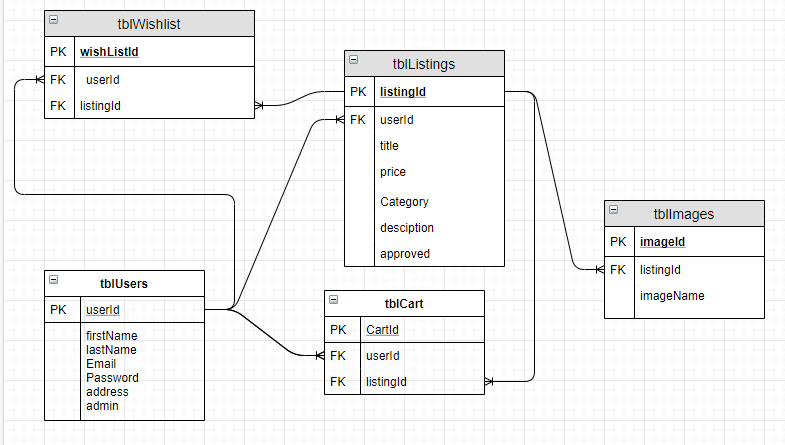 tblWishlist
PK wishListId
FK userId
FK listingId
tblListings
PK listingId
FK userId
title
price
Category
desciption
approved
tblImages
PK imageId
FK listingId
imageName
tblUsers
PK userId
firstName
lastName
Email
Password
address
admin
tblCart
PK CartId
FK userId
FK listingId